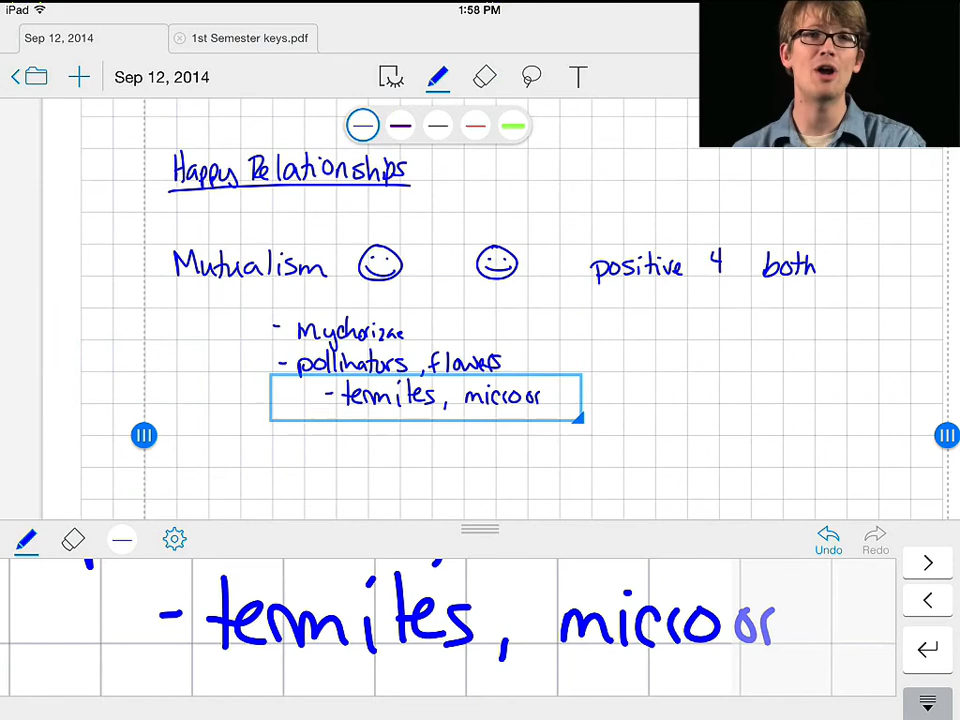 iPad 1:58 PM
Sep 12, 2014 1st Semester keys.pdf
Sep 12, 2014 T
Happy Relationships
Mutualism positive 4 both
- Mychorizae
- pollinators, flowers
- termites, microor
Undo Redo
- termites, microor